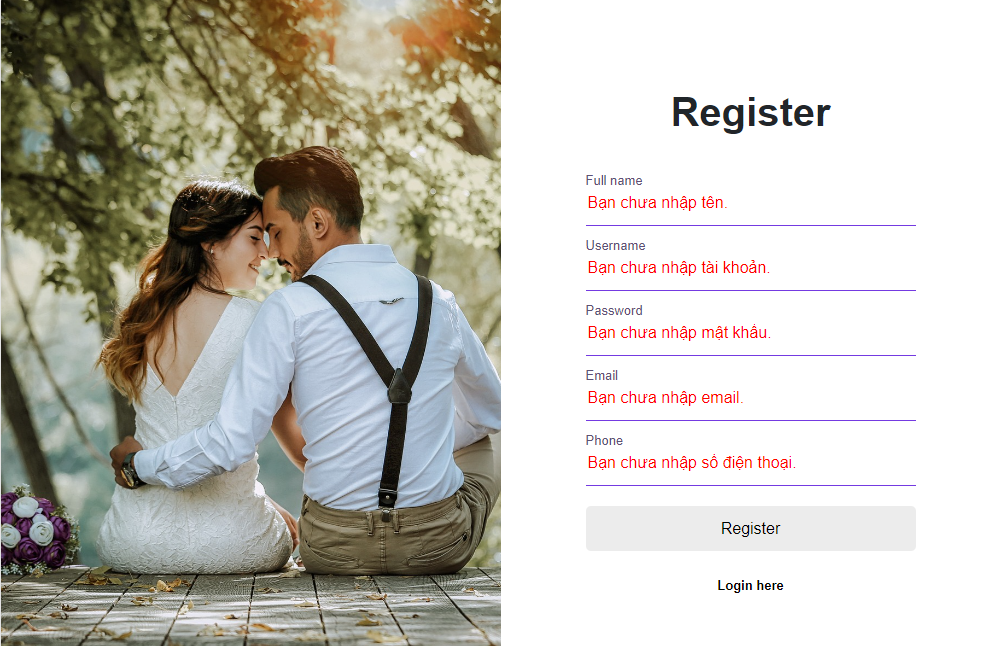 Register
Full name
Bạn chưa nhập tên.
Username
Bạn chưa nhập tài khoản.
Password
Bạn chưa nhập mật khẩu.
Email
Bạn chưa nhập email.
Phone
Bạn chưa nhập số điện thoại.
Register
Login here